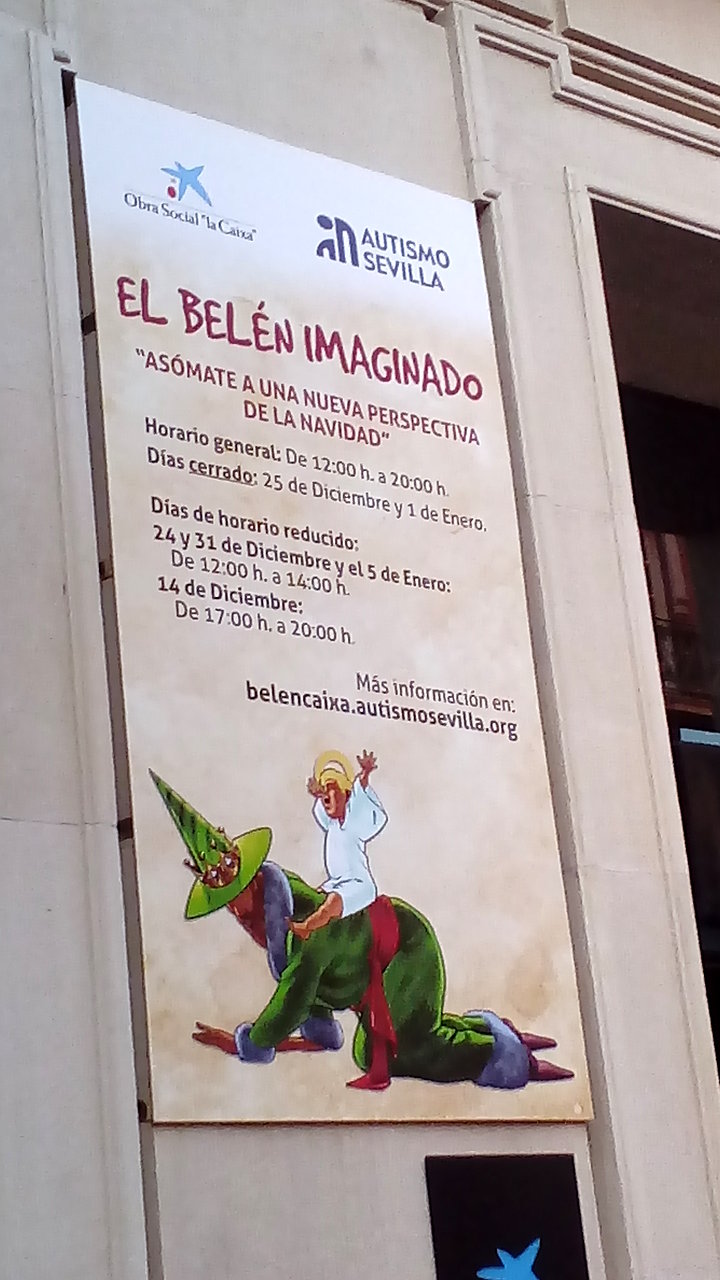 Obra Social "la Caixa"
AUTISMO
SEVILLA
EL BELÉN IMAGINADO
"ASÓMATE A UNA NUEVA PERSPECTIVA
DE LA NAVIDAD"
Horario general: De 12:00 h. a 20:00 h.
Días cerrado: 25 de Diciembre y 1 de Enero.
Días de horario reducido:
24 y 31 de Diciembre y el 5 de Enero:
De 12:00 h. a 14:00 h.
14 de Diciembre:
De 17:00 h. a 20:00 h.
Más información en:
belencaixa.autismosevilla.org